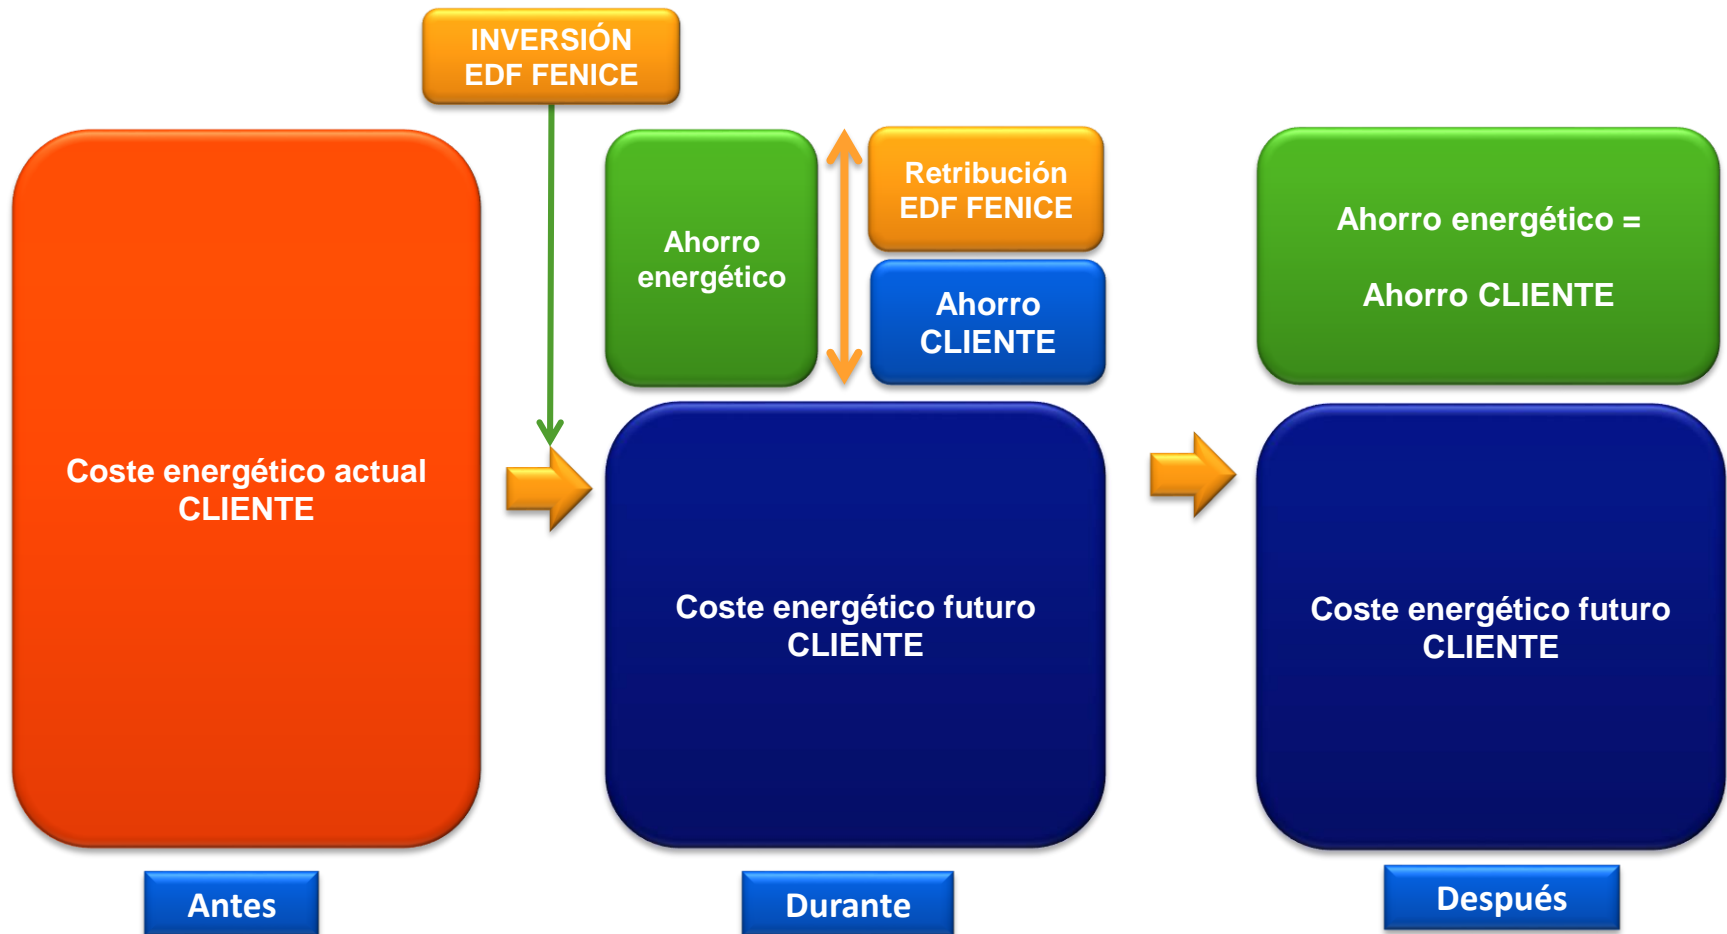 INVERSIÓN
EDF FENICE
Coste energético actual
CLIENTE
Antes
Ahorro
energético
Retribución
EDF FENICE
Ahorro
CLIENTE
Coste energético futuro
CLIENTE
Durante
Ahorro energético =
Ahorro CLIENTE
Coste energético futuro
CLIENTE
Después